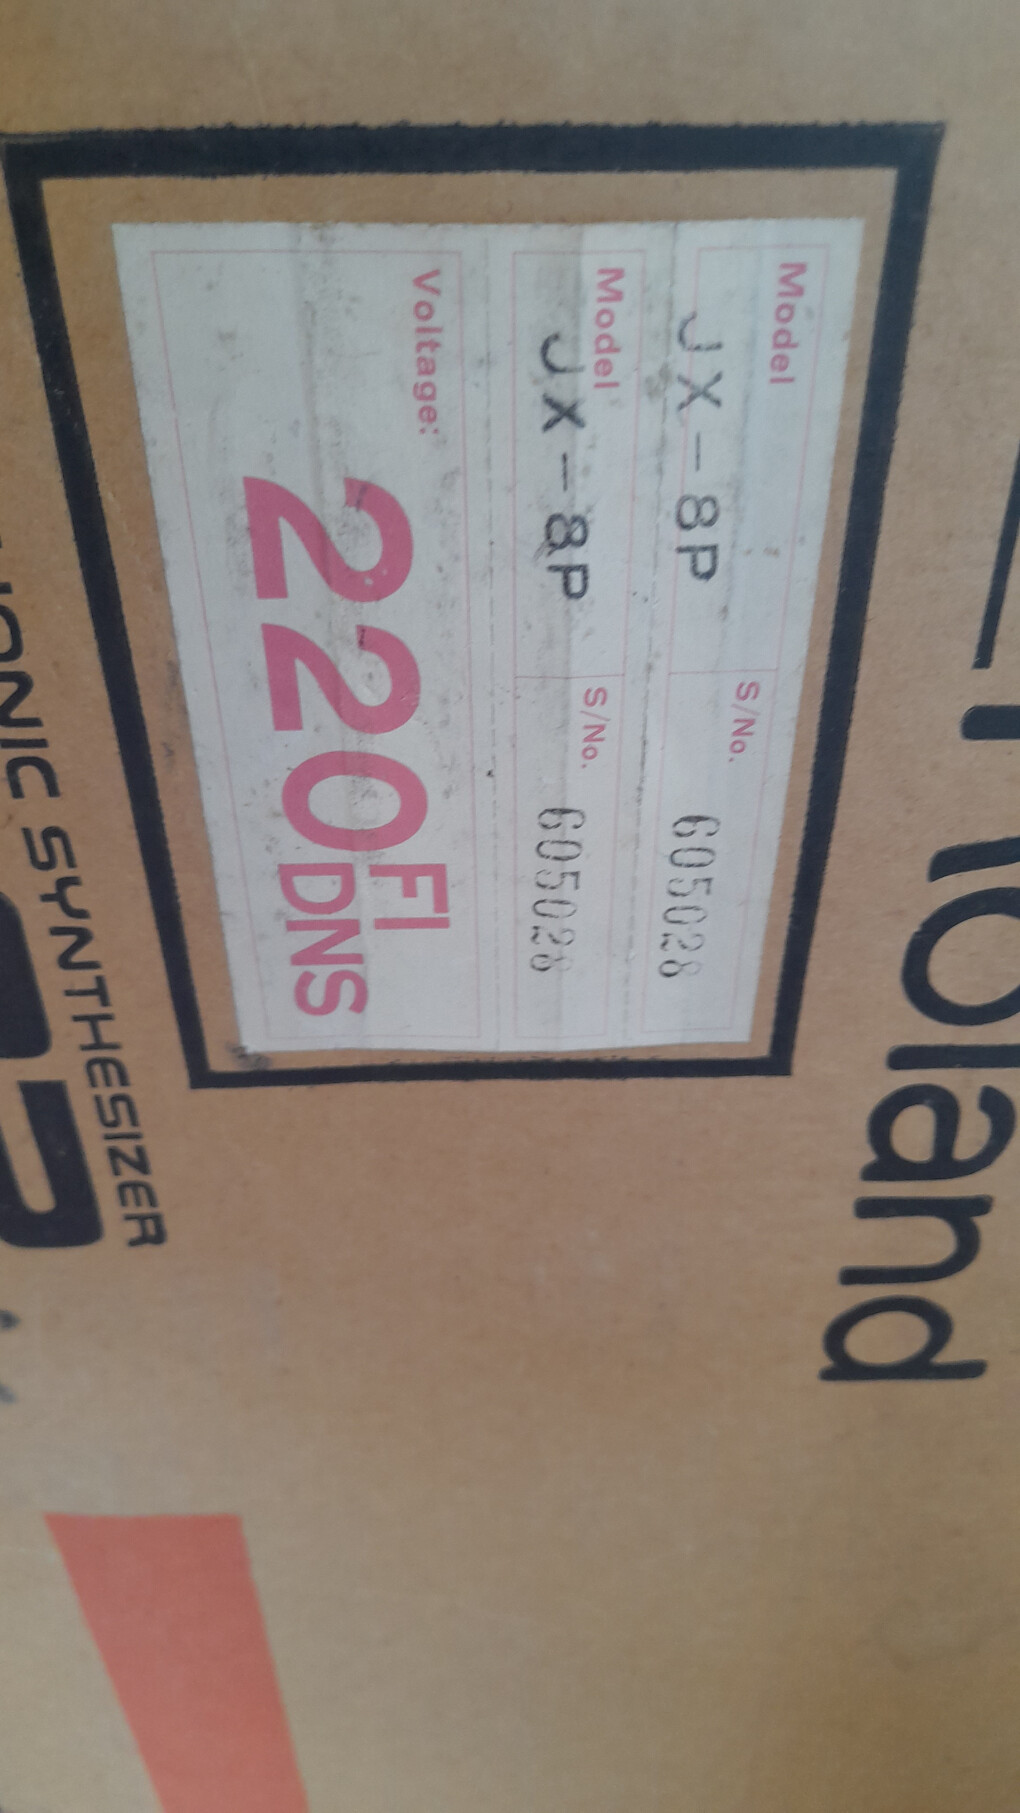 Roland
Model
S/No.
JX-8P
605028
Model
S/No.
JX-8P
605028
Voltage:
220 FI
DNS
SYNTHESIZER